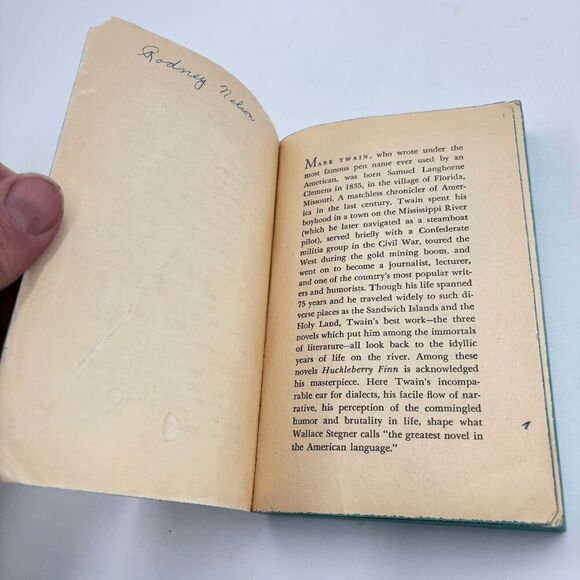 Rodney Nelson
MARK TWAIN, who wrote under the
most famous pen name ever used by an
American, was born Samuel Langhorne
Clemens in 1835, in the village of Florida,
Missouri. A matchless chronicler of Amer-
ica in the last century, Twain spent his
boyhood in a town on the Mississippi River
(which he later navigated as a steamboat
pilot), served briefly with a Confederate
militia group in the Civil War, toured the
West during the gold mining boom, and
went on to become a journalist, lecturer,
and one of the country's most popular writ-
ers and humorists. Though his life spanned
75 years and he traveled widely to such di-
verse places as the Sandwich Islands and the
Holy Land, Twain's best work—the three
novels which put him among the immortals
of literature—all look back to the idyllic
years of life on the river. Among these
novels Huckleberry Finn is acknowledged
his masterpiece. Here Twain's incompa-
rable ear for dialects, his facile flow of nar-
rative, his perception of the commingled
humor and brutality in life, shape what
Wallace Stegner calls "the greatest novel in
the American language."